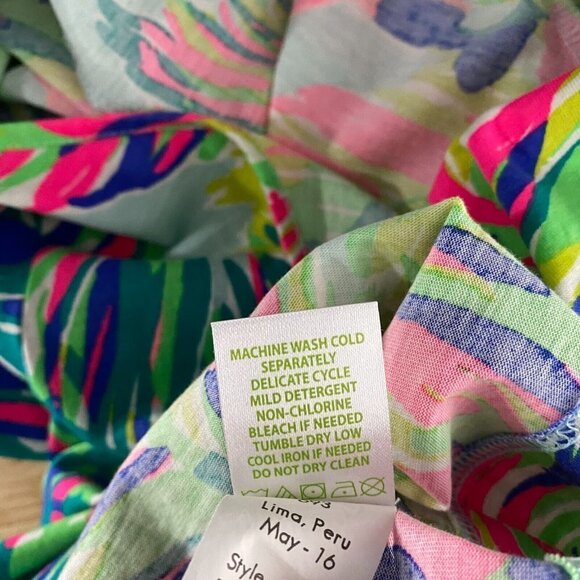 MACHINE WASH COLD
SEPARATELY
DELICATE CYCLE
MILD DETERGENT
NON-CHLORINE
BLEACH IF NEEDED
TUMBLE DRY LOW
COOL IRON IF NEEDED
DO NOT DRY CLEAN
Lima, Peru
May - 16
Style